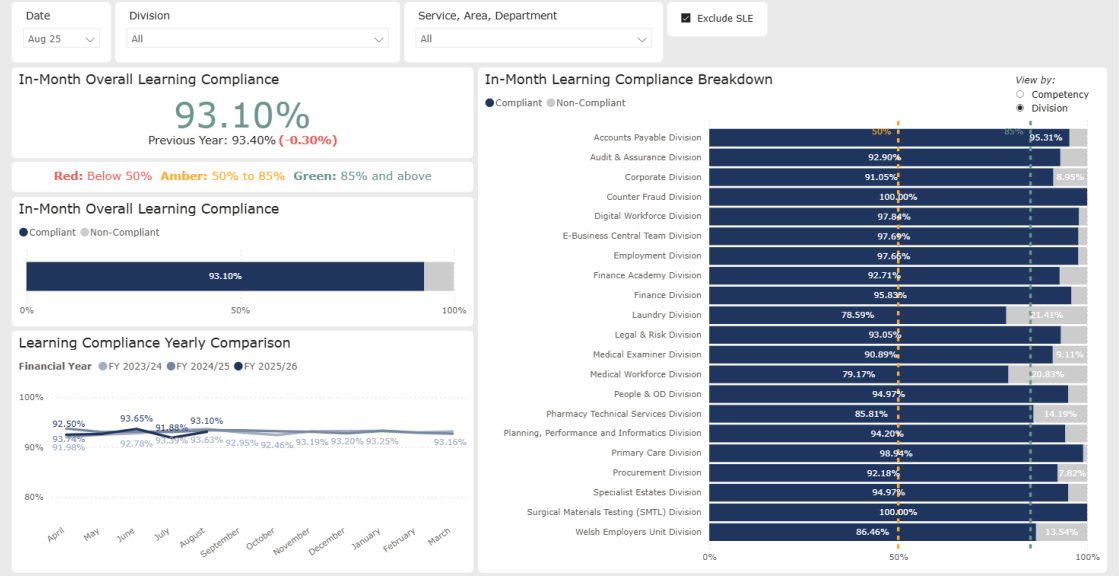 Date
Aug 25
Division
All
Service, Area, Department
All
Exclude SLE
In-Month Overall Learning Compliance
93.10%
Previous Year: 93.40% (-0.30%)
Red: Below 50% Amber: 50% to 85% Green: 85% and above
In-Month Overall Learning Compliance
Compliant Non-Compliant
93.10%
0% 50% 100%
Learning Compliance Yearly Comparison
Financial Year FY 2023/24 FY 2024/25 FY 2025/26
100%
90%
80%
92.50% 93.65% 91.88% 93.10%
93.74% 93.39% 93.63%
91.98% 92.78% 92.95% 92.46% 93.19% 93.20% 93.25% 93.16%
April May June July August September October November December January February March
In-Month Learning Compliance Breakdown
View by:
Competency
Division
Compliant Non-Compliant
50% 85%
Accounts Payable Division 95.31%
Audit & Assurance Division 92.90%
Corporate Division 91.05% 8.95%
Counter Fraud Division 100.00%
Digital Workforce Division 97.84%
E-Business Central Team Division 97.69%
Employment Division 97.66%
Finance Academy Division 92.71%
Finance Division 95.83%
Laundry Division 78.59% 21.41%
Legal & Risk Division 93.05%
Medical Examiner Division 90.89% 9.11%
Medical Workforce Division 79.17% 20.83%
People & OD Division 94.97%
Pharmacy Technical Services Division 85.81% 14.19%
Planning, Performance and Informatics Division 94.20%
Primary Care Division 98.94%
Procurement Division 92.18% 7.82%
Specialist Estates Division 94.97%
Surgical Materials Testing (SMTL) Division 100.00%
Welsh Employers Unit Division 86.46% 13.54%
0% 50% 100%